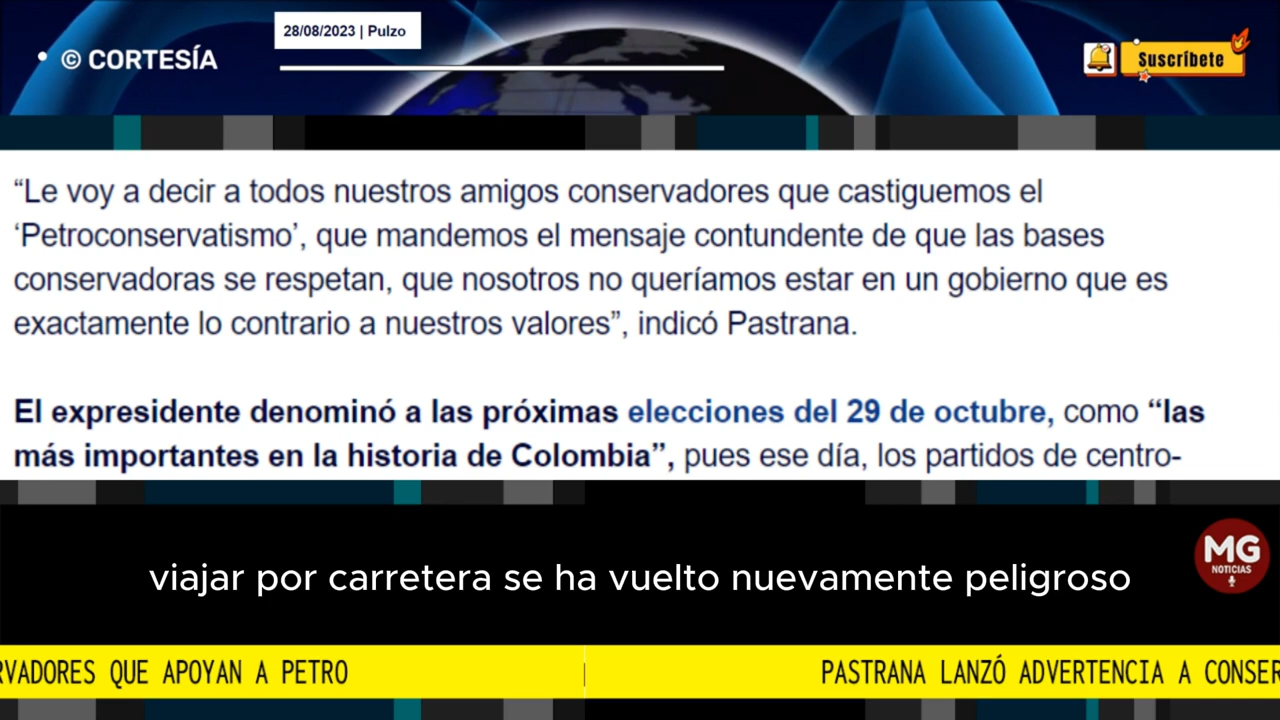 28/08/2023 | Pulzo
• © CORTESÍA
Suscríbete
“Le voy a decir a todos nuestros amigos conservadores que castiguemos el
‘Petroconservatismo’, que mandemos el mensaje contundente de que las bases
conservadoras se respetan, que nosotros no queríamos estar en un gobierno que es
exactamente lo contrario a nuestros valores”, indicó Pastrana.
El expresidente denominó a las próximas elecciones del 29 de octubre, como “las
más importantes en la historia de Colombia”, pues ese día, los partidos de centro-
viajar por carretera se ha vuelto nuevamente peligroso
MG
NOTICIAS
RVADORES QUE APOYAN A PETRO | PASTRANA LANZÓ ADVERTENCIA A CONSER